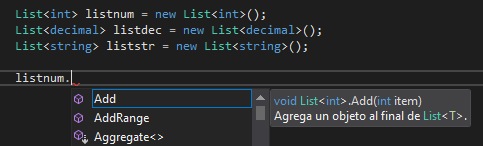 List<int> listnum = new List<int>();
List<decimal> listdec = new List<decimal>();
List<string> liststr = new List<string>();
listnum.
Add
void List<int>.Add(int item)
AddRange
Agrega un objeto al final de List<T>.
Aggregate<>